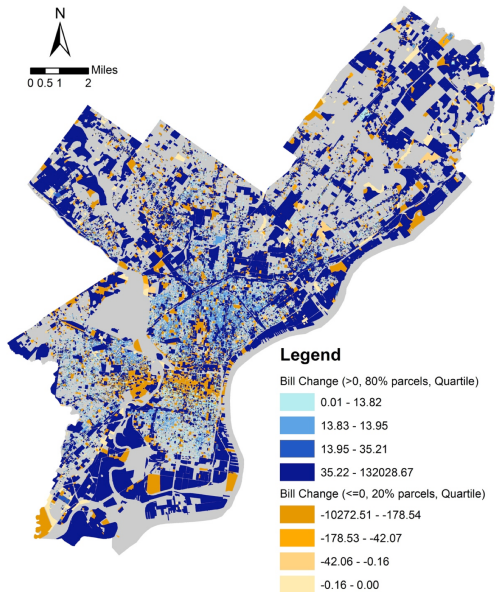 N
Miles
0 0.5 1 2
Legend
Bill Change (>0, 80% parcels, Quartile)
0.01 - 13.82
13.83 - 13.95
13.95 - 35.21
35.22 - 132028.67
Bill Change (<=0, 20% parcels, Quartile)
-10272.51 - -178.54
-178.53 - -42.07
-42.06 - -0.16
-0.16 - 0.00